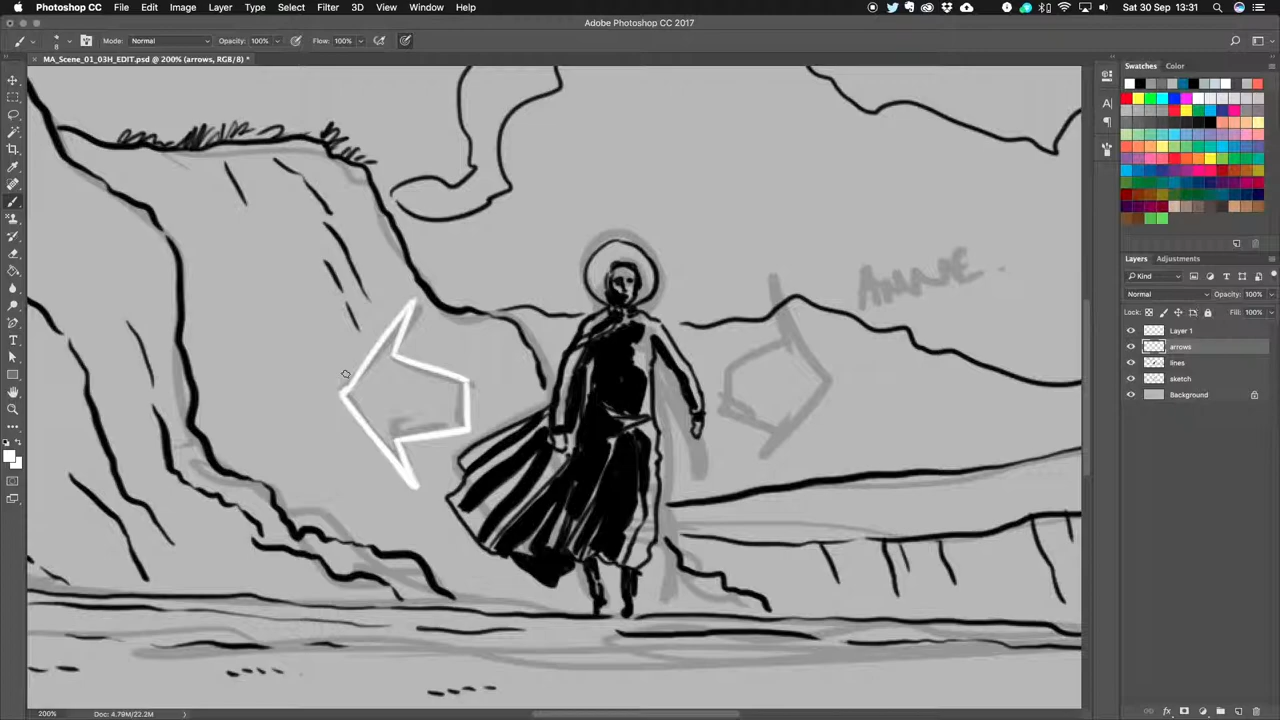 Photoshop CC File Edit Image Layer Type Select Filter 3D View Window Help Sat 30 Sep 13:31
Adobe Photoshop CC 2017
8 Mode: Normal Opacity: 100% Flow: 100%
MA_Scene_01_03H_EDIT.psd @ 200% (arrows, RGB/8) *
Swatches Color
ANNE.
Layers Adjustments
Kind
Normal Opacity: 100%
Lock: Fill: 100%
Layer 1
arrows
lines
sketch
Background
200% Doc: 4.79M/22.2M